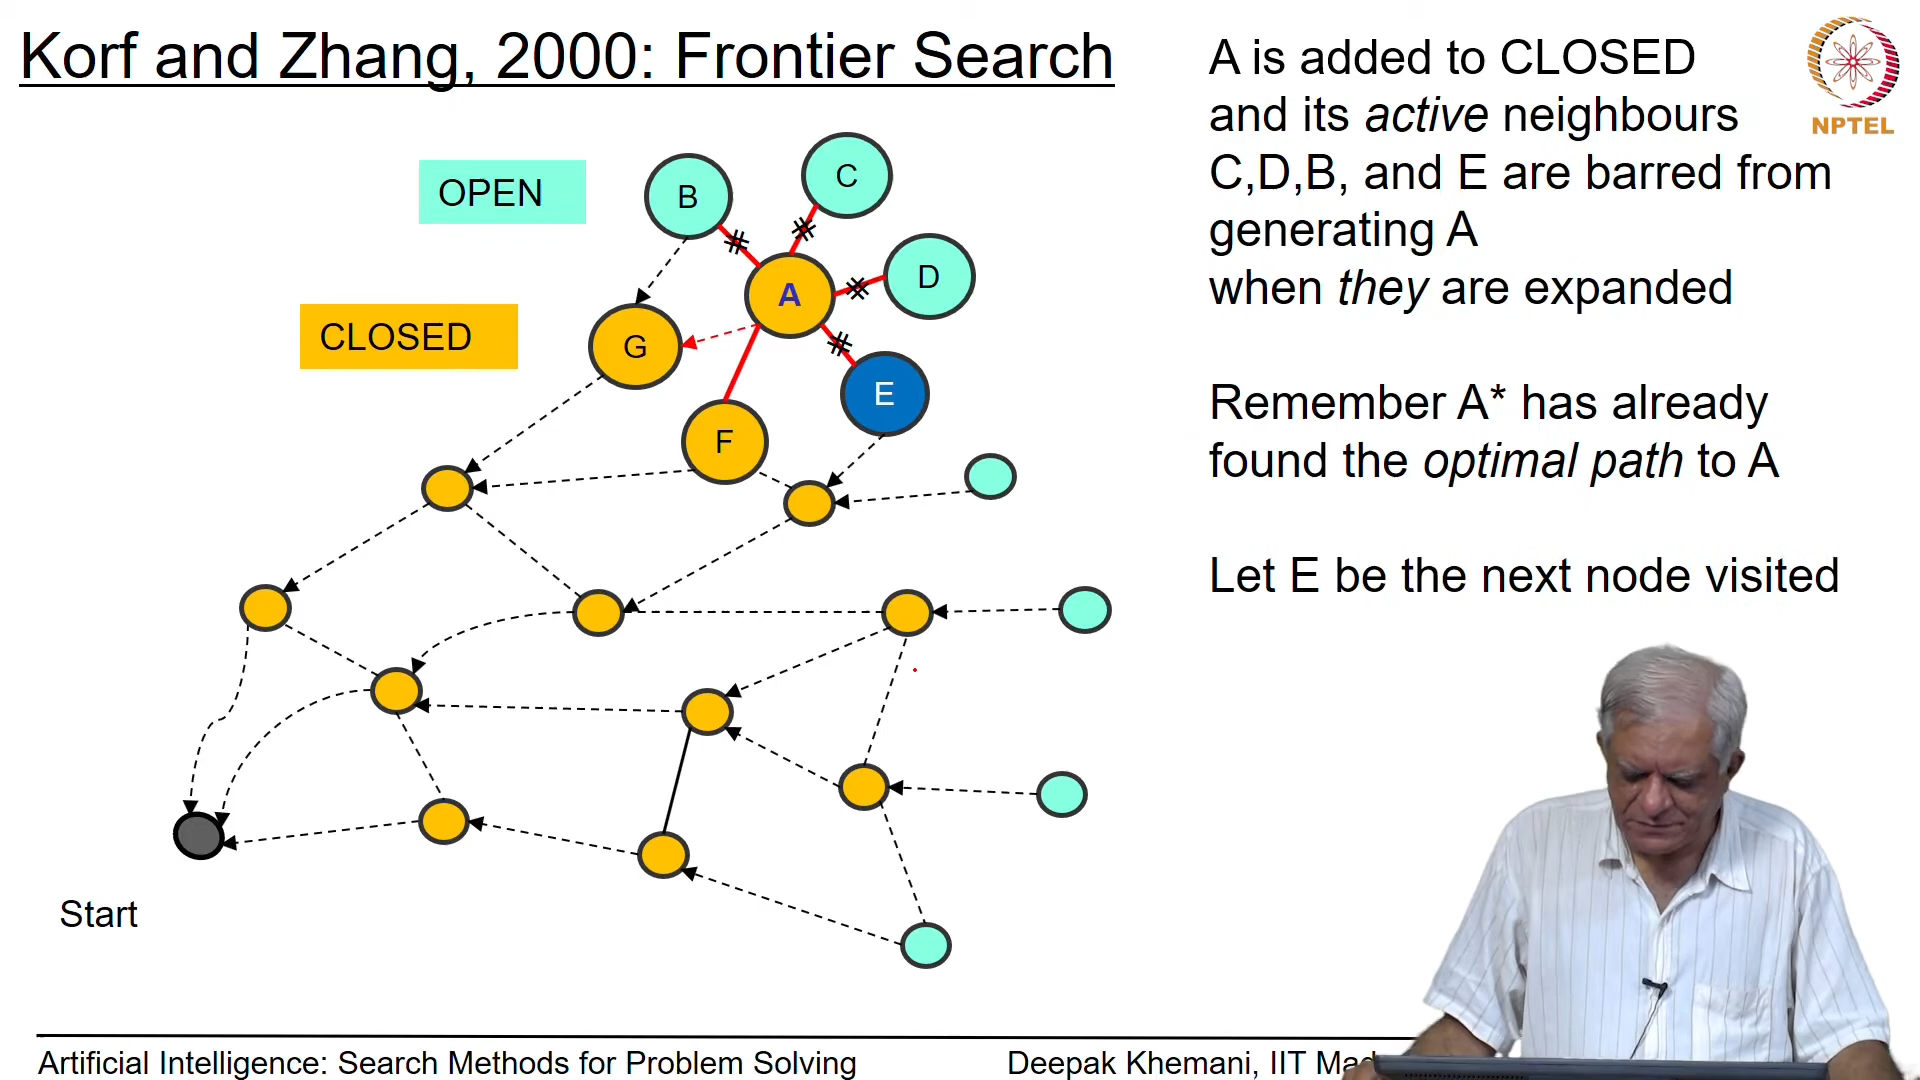 Korf and Zhang, 2000: Frontier Search
OPEN
CLOSED
B
C
A
D
G
E
F
Start
A is added to CLOSED
and its active neighbours
C,D,B, and E are barred from
generating A
when they are expanded
Remember A* has already
found the optimal path to A
Let E be the next node visited
NPTEL
Artificial Intelligence: Search Methods for Problem Solving
Deepak Khemani, IIT